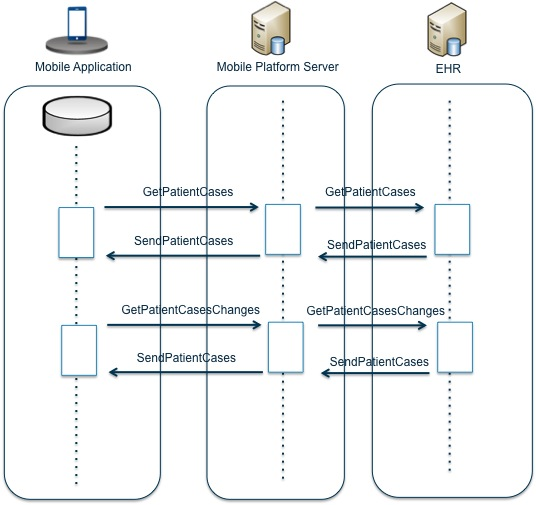 Mobile Application
Mobile Platform Server
EHR
GetPatientCases
GetPatientCases
SendPatientCases
SendPatientCases
GetPatientCasesChanges
GetPatientCasesChanges
SendPatientCases
SendPatientCases